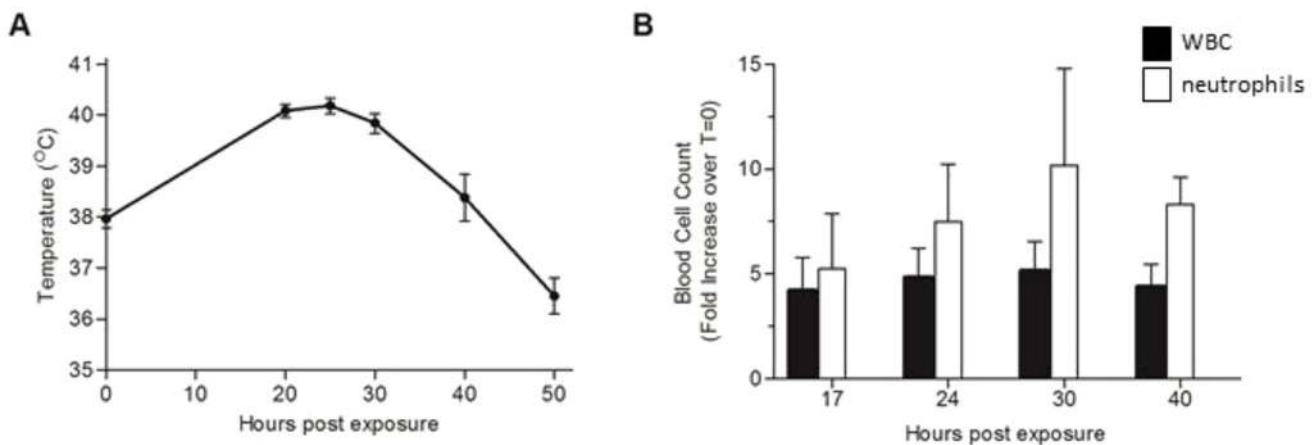 A
Temperature (°C)
41
40
39
38
37
36
35
0 10 20 30 40 50
Hours post exposure
B
WBC
neutrophils
Blood Cell Count
(Fold Increase over T=0)
15
10
5
0
17 24 30 40
Hours post exposure